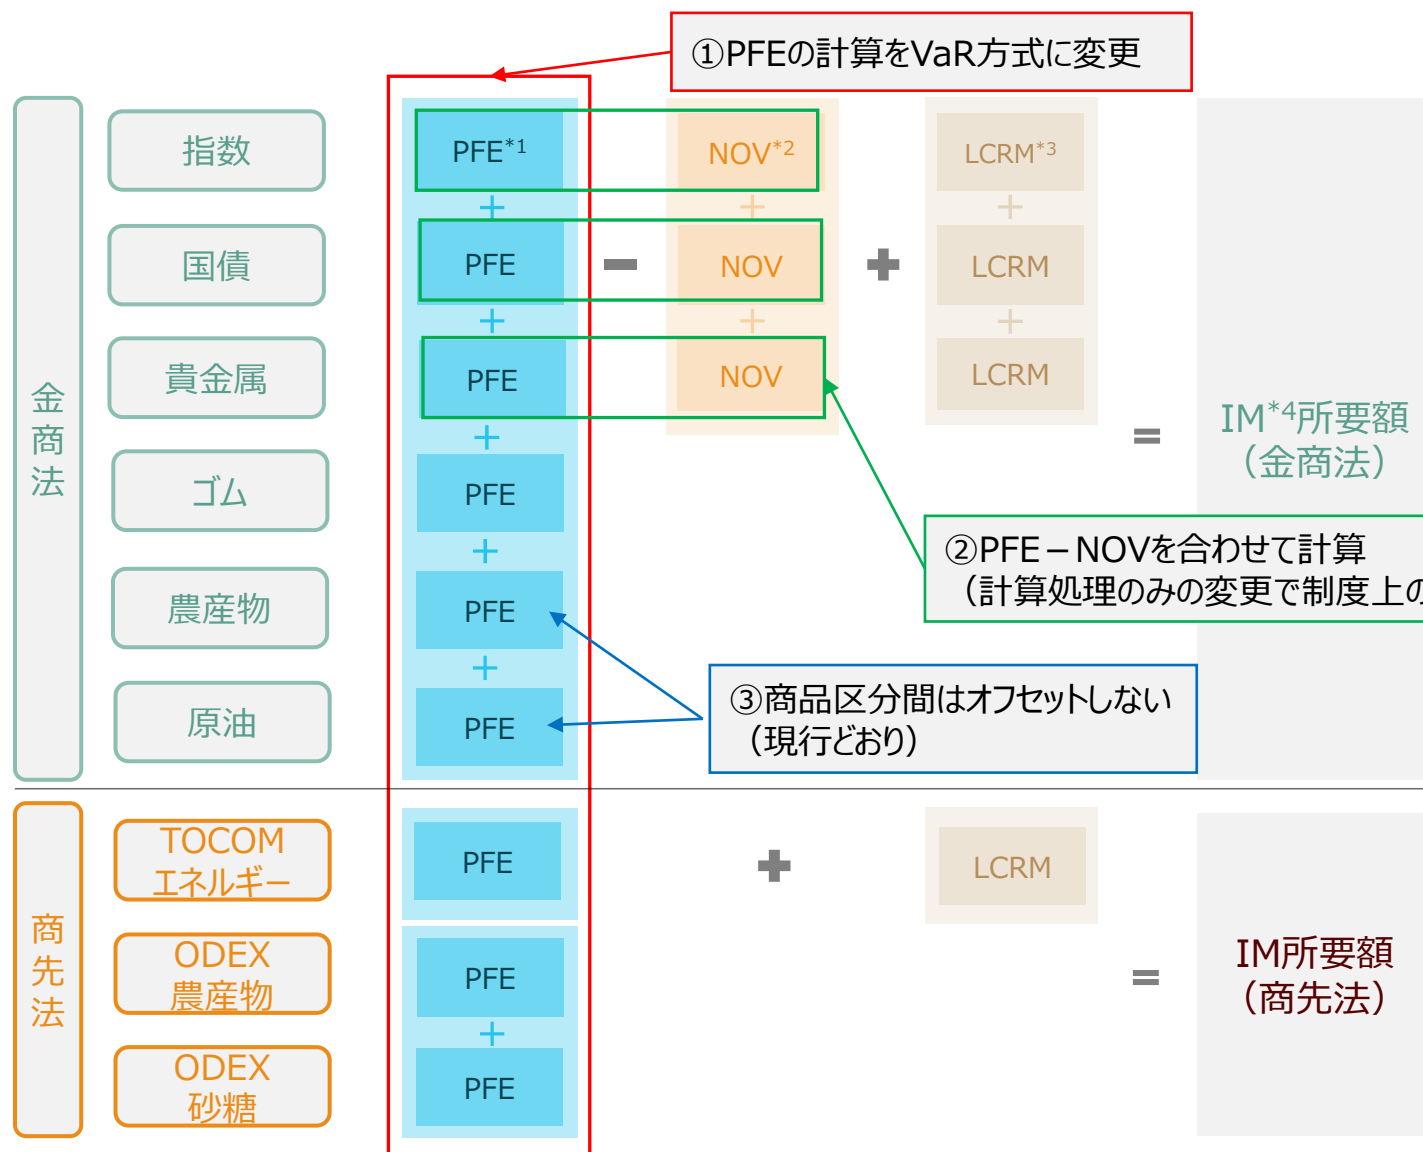 ①PFEの計算をVaR方式に変更
金商法
指数
PFE*1
NOV*2
LCRM*3
+
+
+
国債
PFE
－
NOV
+
LCRM
+
+
+
貴金属
PFE
NOV
LCRM
+
=
IM*4所要額
（金商法）
ゴム
PFE
②PFE－NOVを合わせて計算
（計算処理のみの変更で制度上の
+
農産物
PFE
+
③商品区分間はオフセットしない
（現行どおり）
原油
PFE
商先法
TOCOM
エネルギー
PFE
+
LCRM
ODEX
農産物
PFE
=
IM所要額
（商先法）
+
ODEX
砂糖
PFE